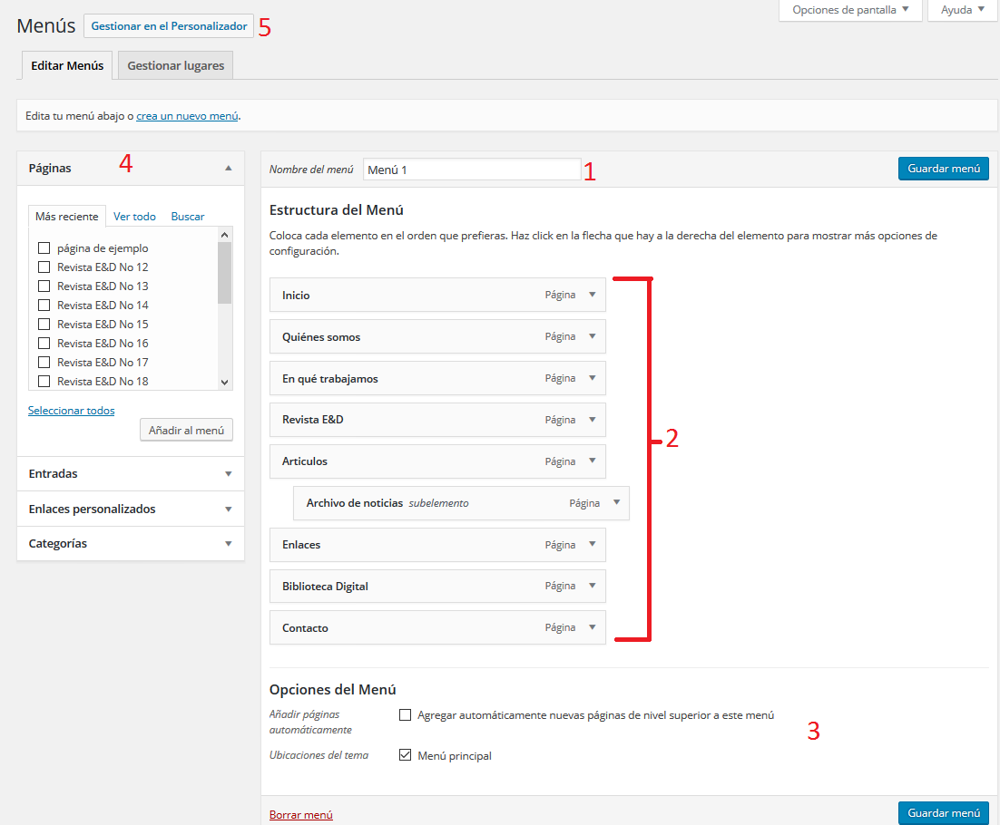 Menús Gestionar en el Personalizador 5
Opciones de pantalla Ayuda
Editar Menús Gestionar lugares
Edita tu menú abajo o crea un nuevo menú.
Páginas 4
Más reciente Ver todo Buscar
página de ejemplo
Revista E&D No 12
Revista E&D No 13
Revista E&D No 14
Revista E&D No 15
Revista E&D No 16
Revista E&D No 17
Revista E&D No 18
Seleccionar todos
Añadir al menú
Entradas
Enlaces personalizados
Categorías
Nombre del menú Menú 1 1 Guardar menú
Estructura del Menú
Coloca cada elemento en el orden que prefieras. Haz click en la flecha que hay a la derecha del elemento para mostrar más opciones de
configuración.
Inicio Página
Quiénes somos Página
En qué trabajamos Página
Revista E&D Página
2
Articulos Página
Archivo de noticias subelemento Página
Enlaces Página
Biblioteca Digital Página
Contacto Página
Opciones del Menú
Añadir páginas
automáticamente
Agregar automáticamente nuevas páginas de nivel superior a este menú
3
Ubicaciones del tema Menú principal
Borrar menú Guardar menú